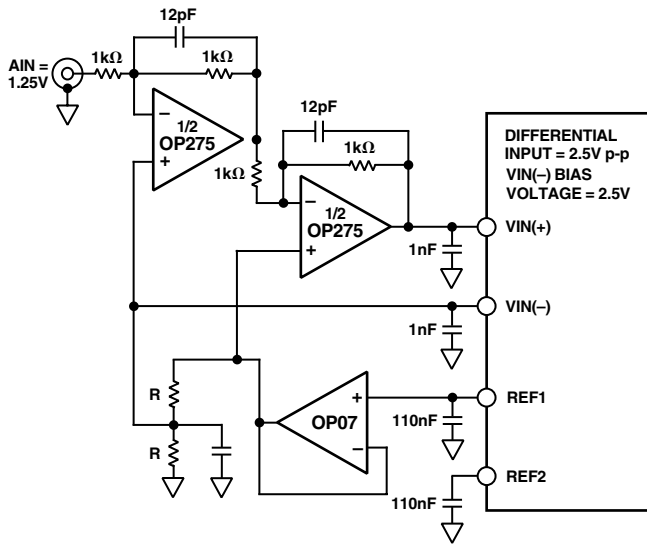 12pF
AIN =
1.25V
1kΩ
1kΩ
−
1/2
OP275
+
12pF
1kΩ
1kΩ
−
1/2
OP275
+
DIFFERENTIAL
INPUT = 2.5V p-p
VIN(−) BIAS
VOLTAGE = 2.5V
VIN(+)
1nF
VIN(−)
1nF
R
+
OP07
−
REF1
110nF
R
REF2
110nF